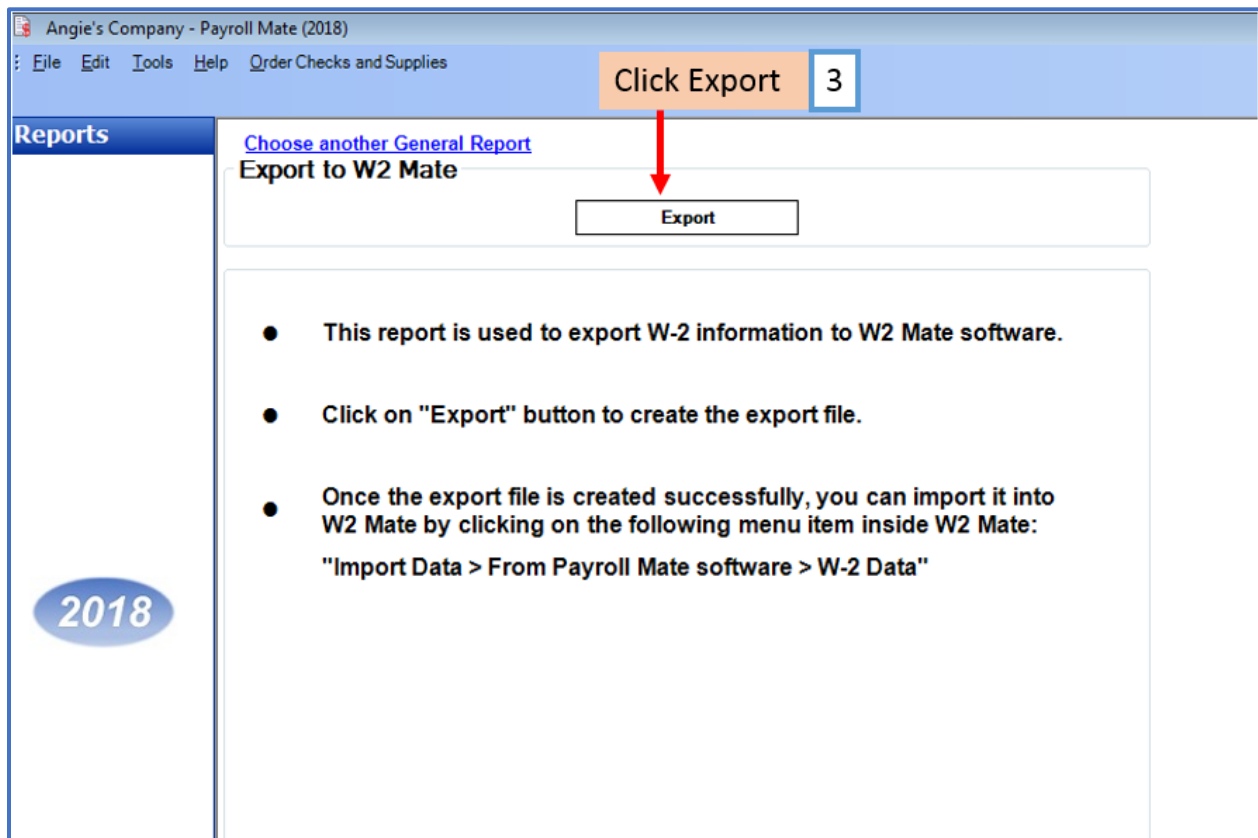 Angie's Company - Payroll Mate (2018)
File Edit Tools Help Order Checks and Supplies
Click Export 3
Reports
Choose another General Report
Export to W2 Mate
Export
● This report is used to export W-2 information to W2 Mate software.
● Click on "Export" button to create the export file.
● Once the export file is created successfully, you can import it into
W2 Mate by clicking on the following menu item inside W2 Mate:
"Import Data > From Payroll Mate software > W-2 Data"
2018